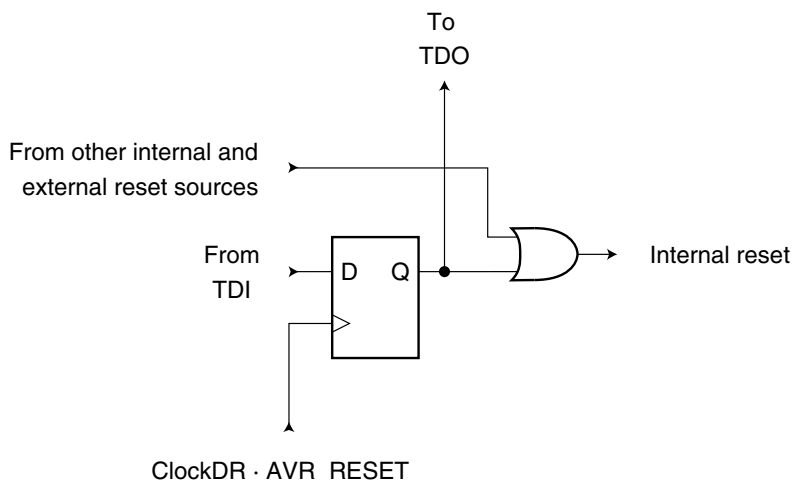 To
TDO
From other internal and
external reset sources
From
TDI
D
Q
Internal reset
ClockDR · AVR RESET